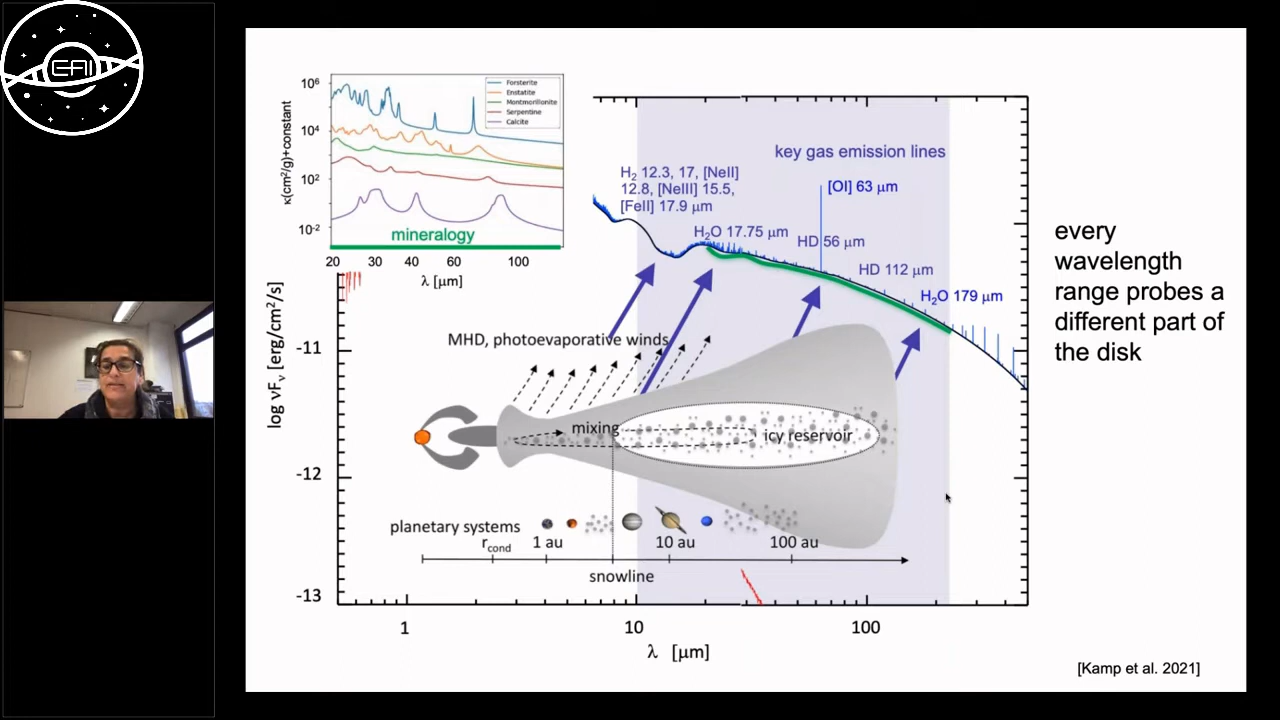 EAII
10⁶
10⁴
10²
10⁻²
κ(cm²/g)+constant
Forsterite
Enstatite
Montmorillonite
Serpentine
Calcite
mineralogy
20 30 40 60 100
λ [μm]
key gas emission lines
H₂ 12.3, 17, [NeII]
12.8, [NeIII] 15.5,
[FeII] 17.9 μm
[OI] 63 μm
H₂O 17.75 μm
HD 56 μm
HD 112 μm
H₂O 179 μm
every
wavelength
range probes a
different part of
the disk
log νFᵥ [erg/cm²/s]
-11
-12
-13
MHD, photoevaporative winds
mixing
icy reservoir
planetary systems
r_cond 1 au 10 au 100 au
snowline
1 10 100
λ [μm]
[Kamp et al. 2021]